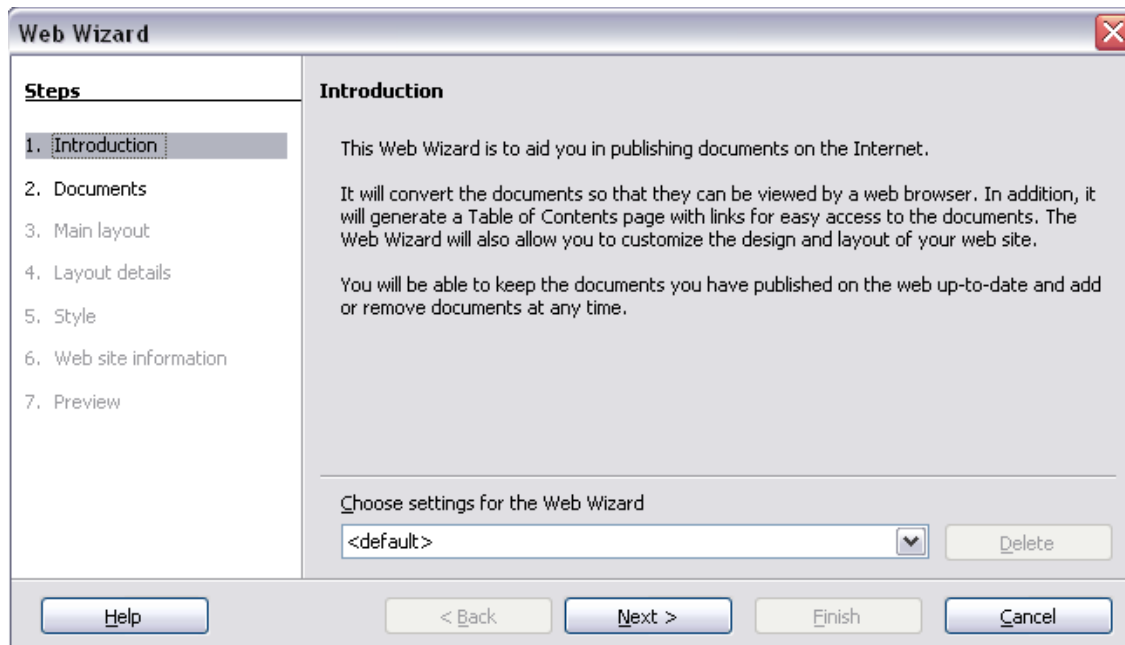 Web Wizard
Steps
1. Introduction
2. Documents
3. Main layout
4. Layout details
5. Style
6. Web site information
7. Preview
Introduction
This Web Wizard is to aid you in publishing documents on the Internet.
It will convert the documents so that they can be viewed by a web browser. In addition, it
will generate a Table of Contents page with links for easy access to the documents. The
Web Wizard will also allow you to customize the design and layout of your web site.
You will be able to keep the documents you have published on the web up-to-date and add
or remove documents at any time.
Choose settings for the Web Wizard
<default>
Delete
Help
< Back
Next >
Finish
Cancel